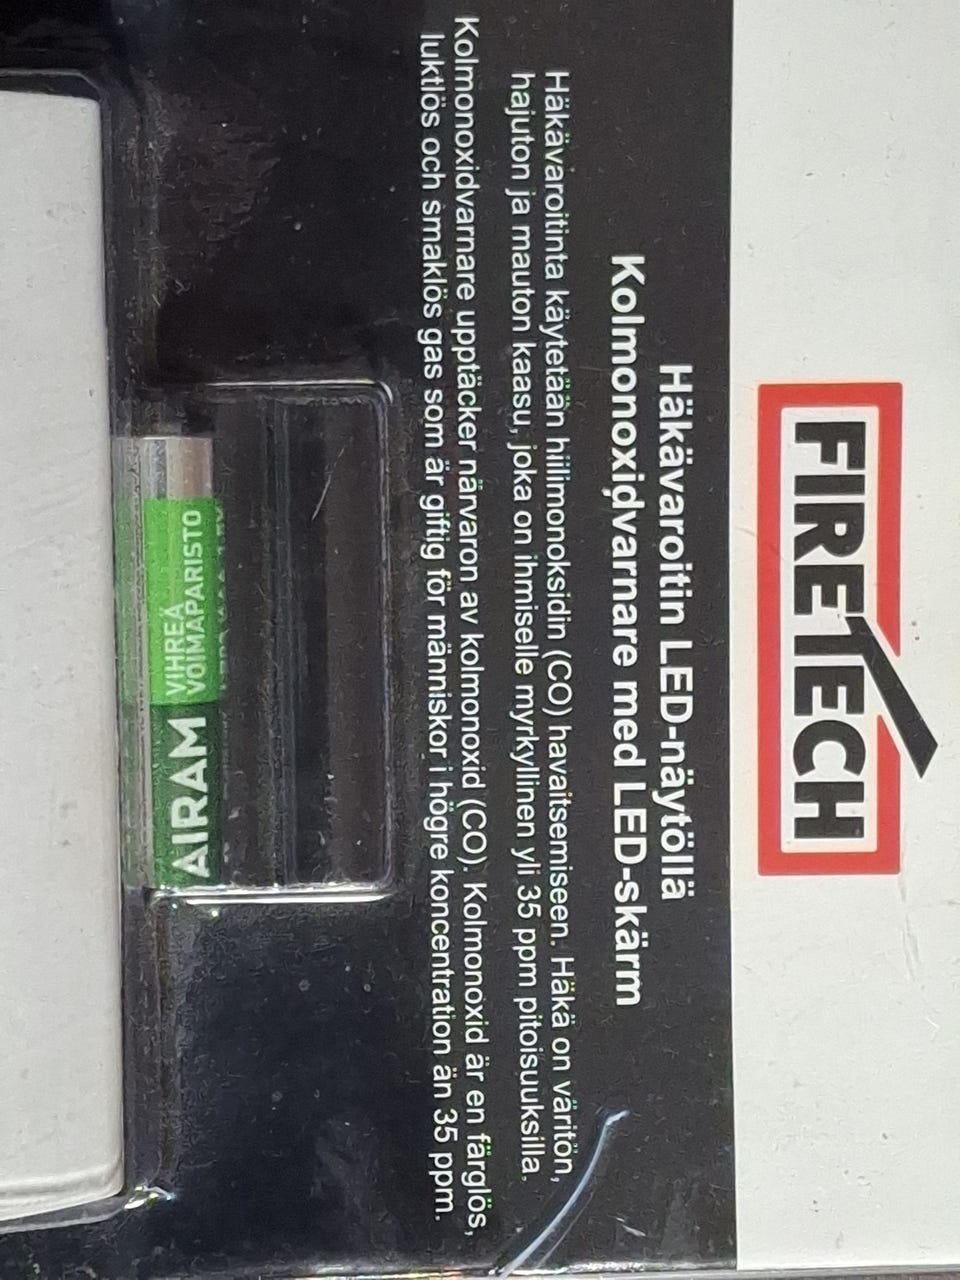 FIRETECH
Häkävaroitin LED-näytöllä
Kolmonoxidvarnare med LED-skärm
Häkävaroitinta käytetään hiilimonoksidin (CO) havaitsemiseen. Häkä on väritön,
hajuton ja mauton kaasu, joka on ihmiselle myrkyllinen yli 35 ppm pitoisuuksilla.
Kolmonoxidvarnare upptäcker närvaron av kolmonoxid (CO). Kolmonoxid är en färglös,
luktlös och smaklös gas som är giftig för människor i högre koncentration än 35 ppm.
AIRAM
VIHREÄ
VOIMAPARISTO